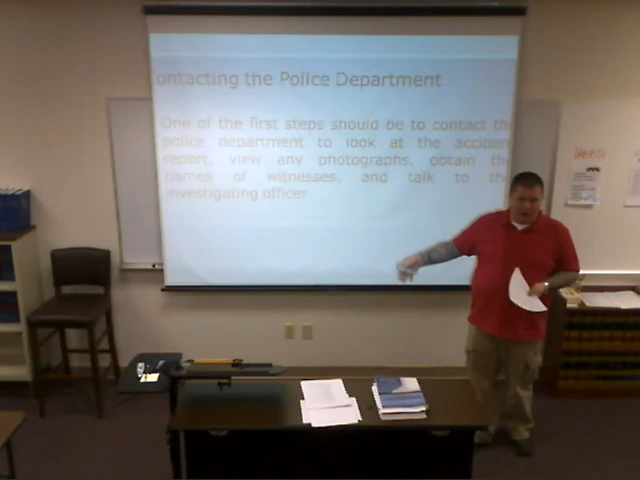 ontacting the Police Department
One of the first steps should be to contact th
police department to look at the acciden
report, view any photographs, obtain th
names of witnesses, and talk to th
investigating officer